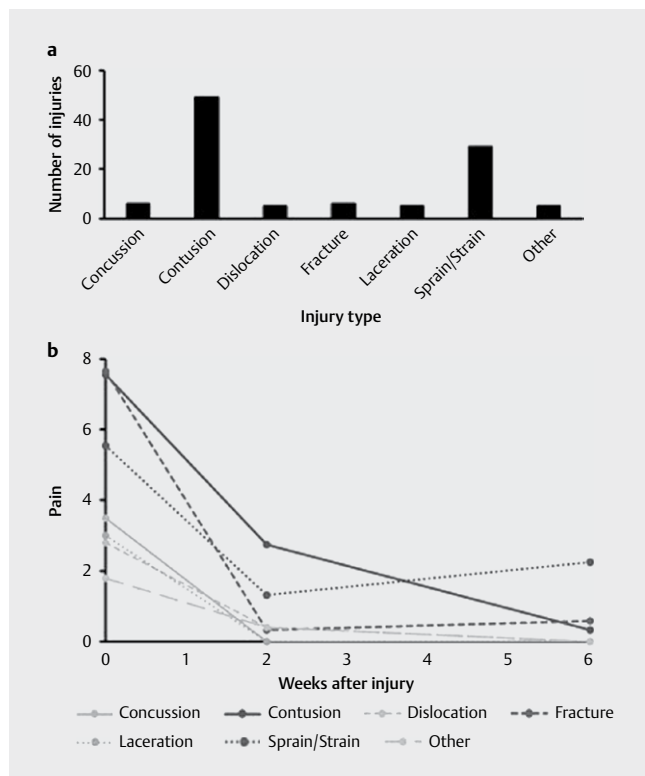 a
60
40
20
0
Number of injuries
Concussion
Contusion
Dislocation
Fracture
Laceration
Sprain/Strain
Other
Injury type
b
8
6
4
2
0
Pain
0 1 2 3 4 5 6
Weeks after injury
Concussion Contusion Dislocation Fracture
Laceration Sprain/Strain Other